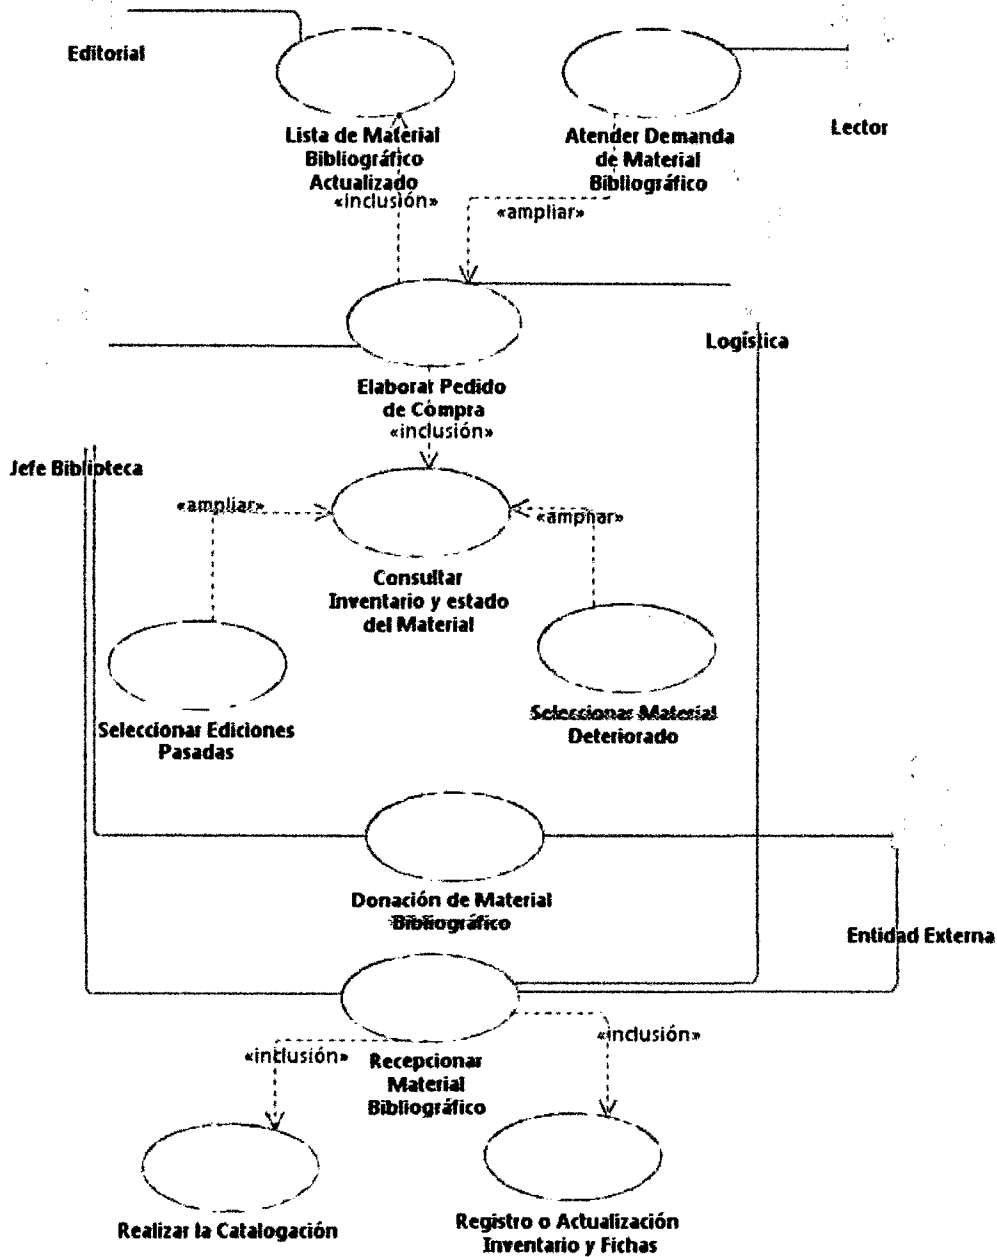 Editorial
Lector
Lista de Material
Bibliográfico
Actualizado
«inclusión»
Atender Demanda
de Material
Bibliográfico
«ampliar»
Logística
Elaborar Pedido
de Compra
«inclusión»
Jefe Biblioteca
«ampliar»
«ampliar»
Consultar
Inventario y estado
del Material
Seleccionar Ediciones
Pasadas
Seleccionar Material
Deteriorado
Donación de Material
Bibliográfico
Entidad Externa
«inclusión»
«inclusión»
Recepcionar
Material
Bibliográfico
Realizar la Catalogación
Registro o Actualización
Inventario y Fichas